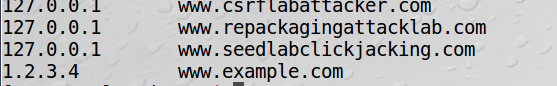 127.0.0.1 www.csrflabattacker.com
127.0.0.1 www.repackagingattacklab.com
127.0.0.1 www.seedlabclickjacking.com
1.2.3.4 www.example.com